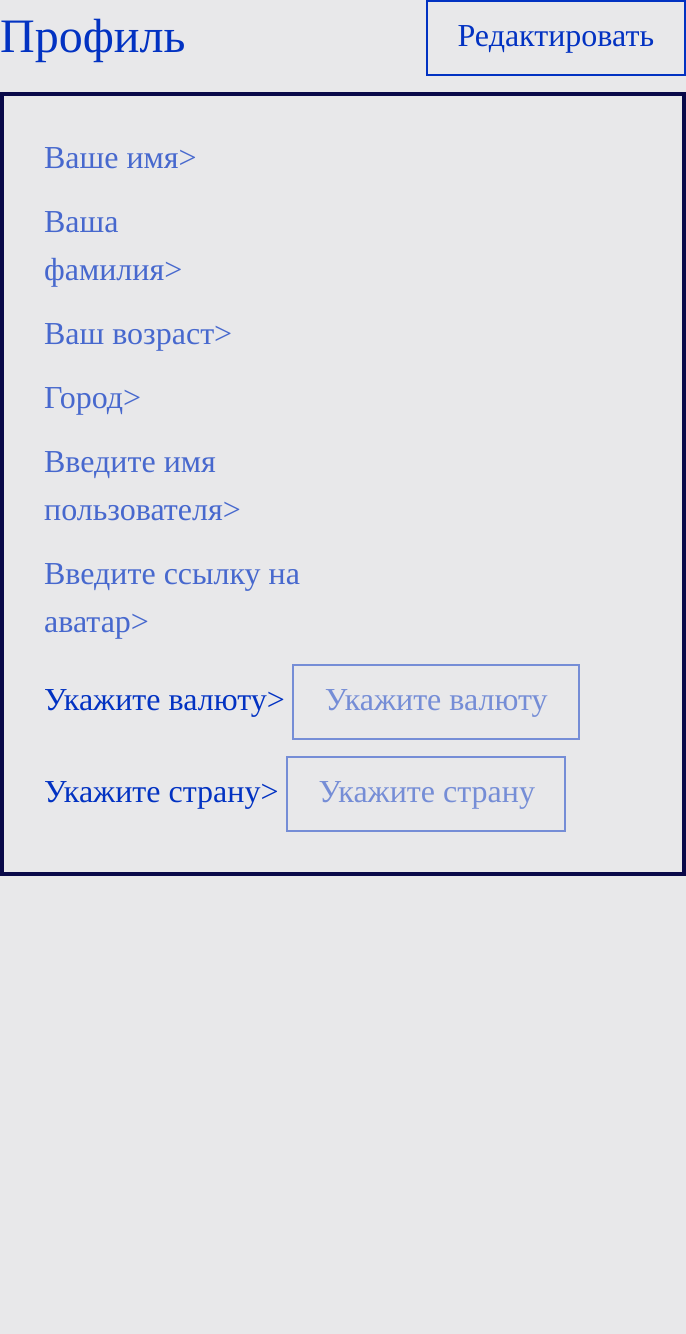 Профиль
Редактировать
Ваше имя>
Ваша
фамилия>
Ваш возраст>
Город>
Введите имя
пользователя>
Введите ссылку на
аватар>
Укажите валюту> Укажите валюту
Укажите страну> Укажите страну